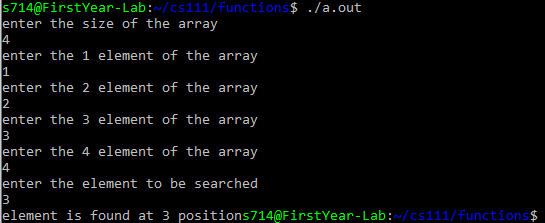 s714@FirstYear-Lab:~/cs111/functions$ ./a.out
enter the size of the array
4
enter the 1 element of the array
1
enter the 2 element of the array
2
enter the 3 element of the array
3
enter the 4 element of the array
4
enter the element to be searched
3
element is found at 3 positions714@FirstYear-Lab:~/cs111/functions$